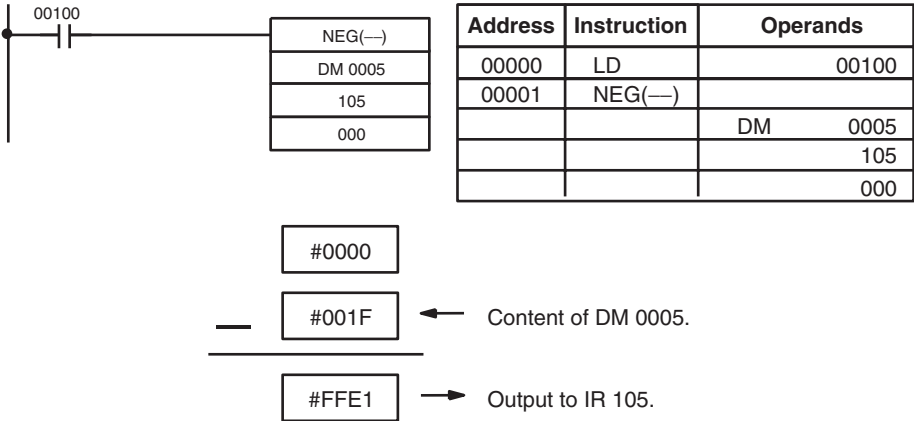 00100
NEG(––)
DM 0005
105
000
Address Instruction Operands
00000 LD 00100
00001 NEG(––)
DM 0005
105
000
#0000
– #001F Content of DM 0005.
#FFE1 Output to IR 105.